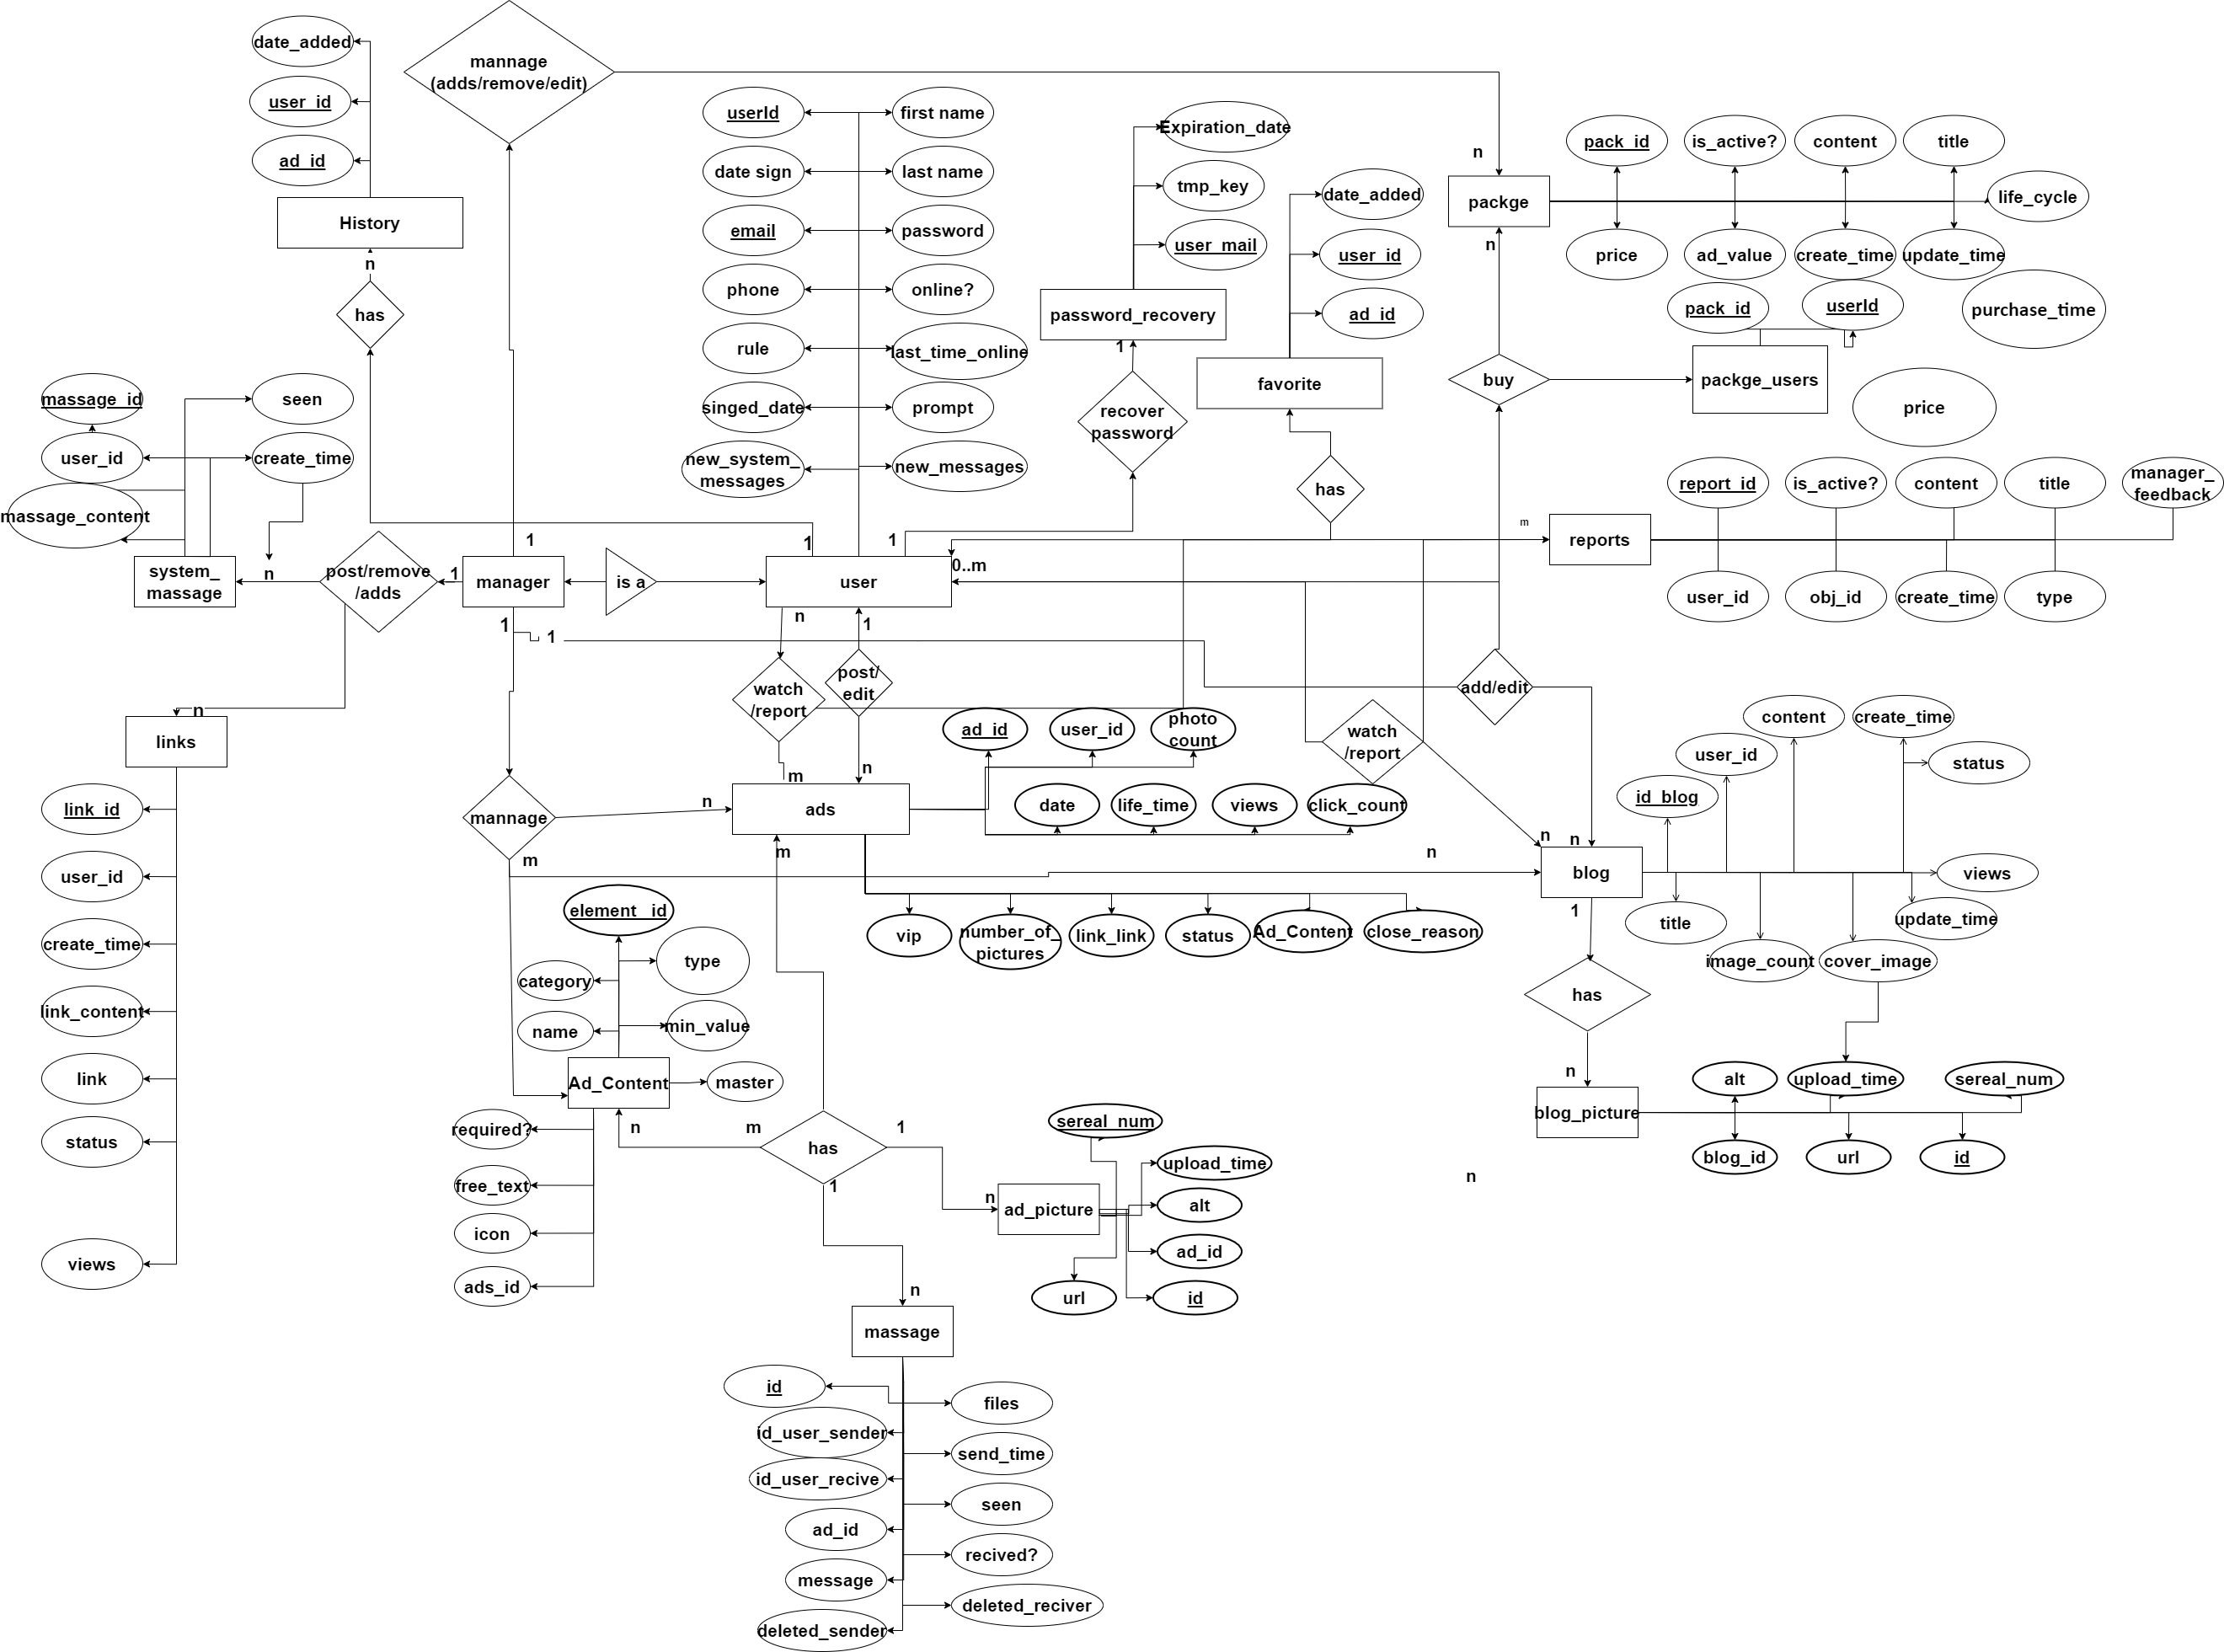 date_added
user_id
ad_id
History
n
has
mannage
(adds/remove/edit)
userId
first name
date sign
last name
email
password
phone
online?
rule
last_time_online
singed_date
prompt
new_system_
messages
new_messages
Expiration_date
tmp_key
user_mail
password_recovery
1
recover
password
date_added
user_id
ad_id
favorite
has
n
packge
n
pack_id
is_active?
content
title
life_cycle
price
ad_value
create_time
update_time
pack_id
userId
purchase_time
buy
packge_users
price
massage_id
seen
user_id
create_time
massage_content
system_
massage
n
post/remove
/adds
1
manager
1
is a
1
user
1
0..m
m
reports
report_id
is_active?
content
title
manager_
feedback
user_id
obj_id
create_time
type
1
1
n
1
watch
/report
post/
edit
add/edit
n
links
m
n
ad_id
user_id
photo
count
watch
/report
date
life_time
views
click_count
content
create_time
user_id
status
id_blog
link_id
user_id
create_time
link_content
link
status
views
mannage
n
ads
m
m
n
n
n
blog
views
title
update_time
image_count
cover_image
1
has
n
element _id
type
category
name
min_value
Ad_Content
master
vip
number_of_
pictures
link_link
status
Ad_Content
close_reason
required?
free_text
icon
ads_id
n
m
has
1
1
n
ad_picture
sereal_num
upload_time
alt
ad_id
url
id
alt
upload_time
sereal_num
blog_picture
blog_id
url
id
n
n
massage
id
files
id_user_sender
send_time
id_user_recive
seen
ad_id
recived?
message
deleted_reciver
deleted_sender